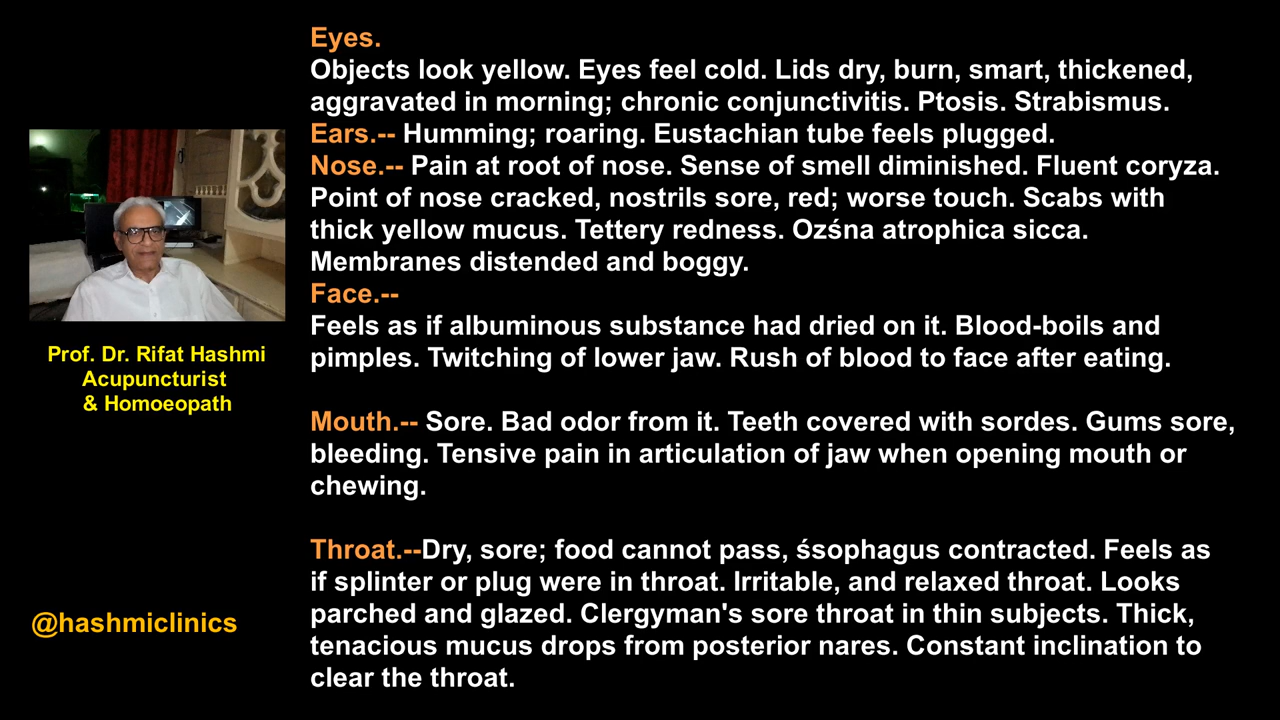 Eyes.
Objects look yellow. Eyes feel cold. Lids dry, burn, smart, thickened,
aggravated in morning; chronic conjunctivitis. Ptosis. Strabismus.
Ears.-- Humming; roaring. Eustachian tube feels plugged.
Nose.-- Pain at root of nose. Sense of smell diminished. Fluent coryza.
Point of nose cracked, nostrils sore, red; worse touch. Scabs with
thick yellow mucus. Tettery redness. Ozśna atrophica sicca.
Membranes distended and boggy.
Face.--
Feels as if albuminous substance had dried on it. Blood-boils and
pimples. Twitching of lower jaw. Rush of blood to face after eating.
Mouth.-- Sore. Bad odor from it. Teeth covered with sordes. Gums sore,
bleeding. Tensive pain in articulation of jaw when opening mouth or
chewing.
Throat.--Dry, sore; food cannot pass, śsophagus contracted. Feels as
if splinter or plug were in throat. Irritable, and relaxed throat. Looks
parched and glazed. Clergyman's sore throat in thin subjects. Thick,
tenacious mucus drops from posterior nares. Constant inclination to
clear the throat.
Prof. Dr. Rifat Hashmi
Acupuncturist
& Homoeopath
@hashmiclinics